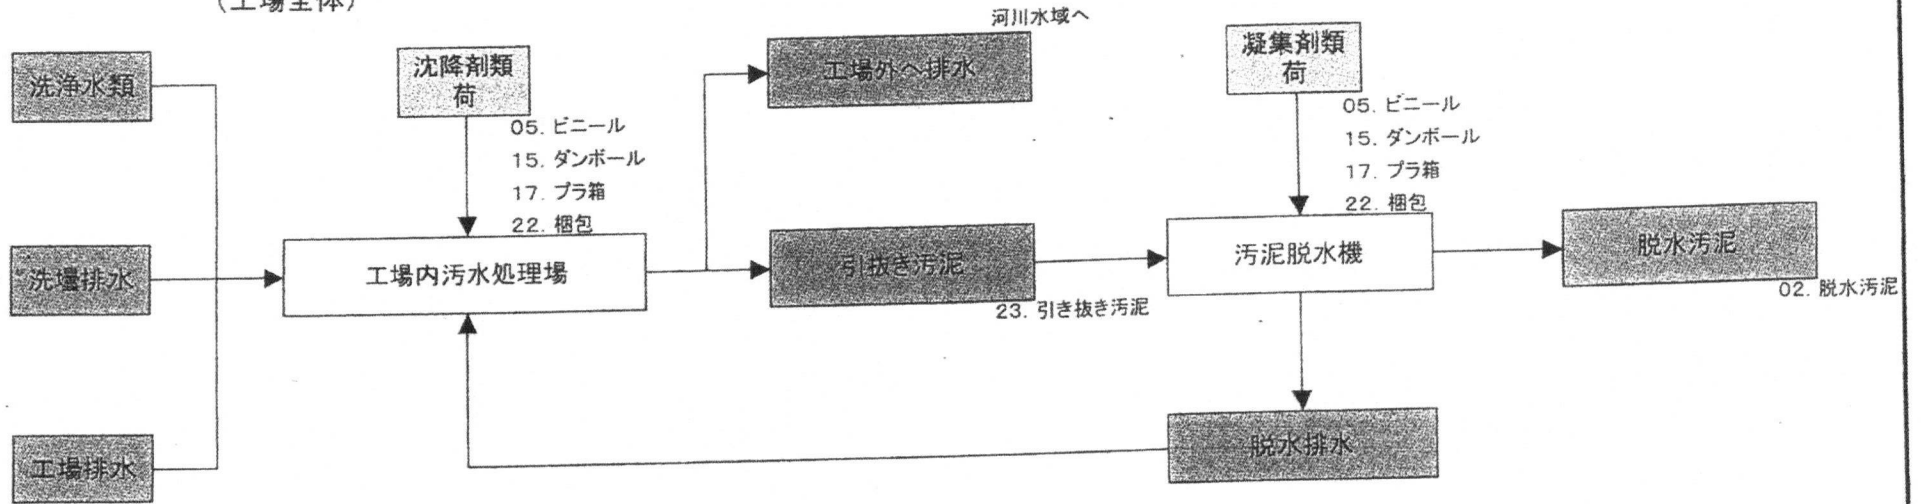 （工場全体）
河川水域へ
洗浄水類
沈降剤類
荷
工場外へ排水
凝集剤類
荷
05. ビニール
15. ダンボール
17. プラ箱
22. 梱包
05. ビニール
15. ダンボール
17. プラ箱
22. 梱包
洗壜排水
工場内汚水処理場
引抜き汚泥
23. 引き抜き汚泥
汚泥脱水機
脱水汚泥
02. 脱水汚泥
工場排水
脱水排水